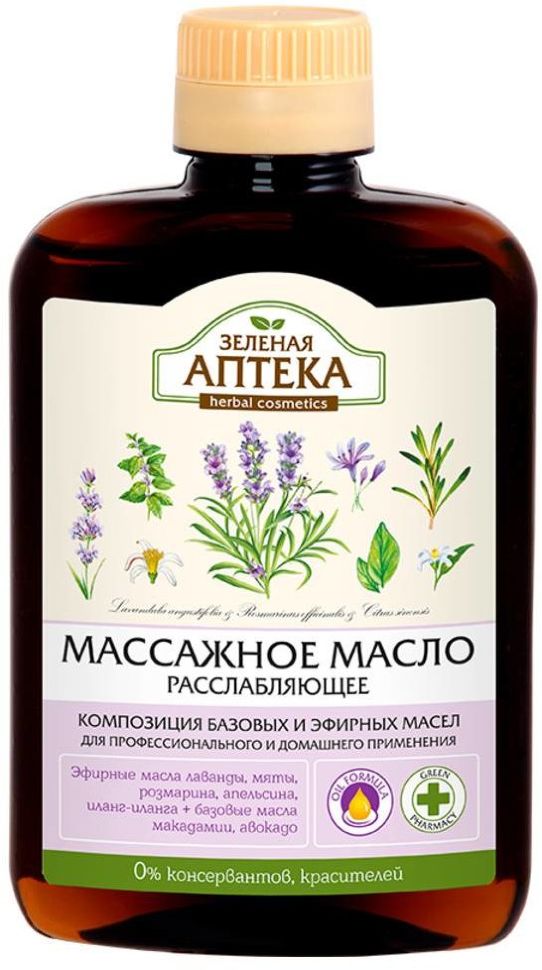 ЗЕЛЕНАЯ
АПТЕКА
herbal cosmetics
Lavandula angustifolia & Rosmarinus officinalis & Citrus sinensis
МАССАЖНОЕ МАСЛО
РАССЛАБЛЯЮЩЕЕ
КОМПОЗИЦИЯ БАЗОВЫХ И ЭФИРНЫХ МАСЕЛ
ДЛЯ ПРОФЕССИОНАЛЬНОГО И ДОМАШНЕГО ПРИМЕНЕНИЯ
Эфирные масла лаванды, мяты,
розмарина, апельсина,
иланг-иланга + базовые масла
макадамии, авокадо
OIL FORMULA
GREEN
PHARMACY
0% консервантов, красителей